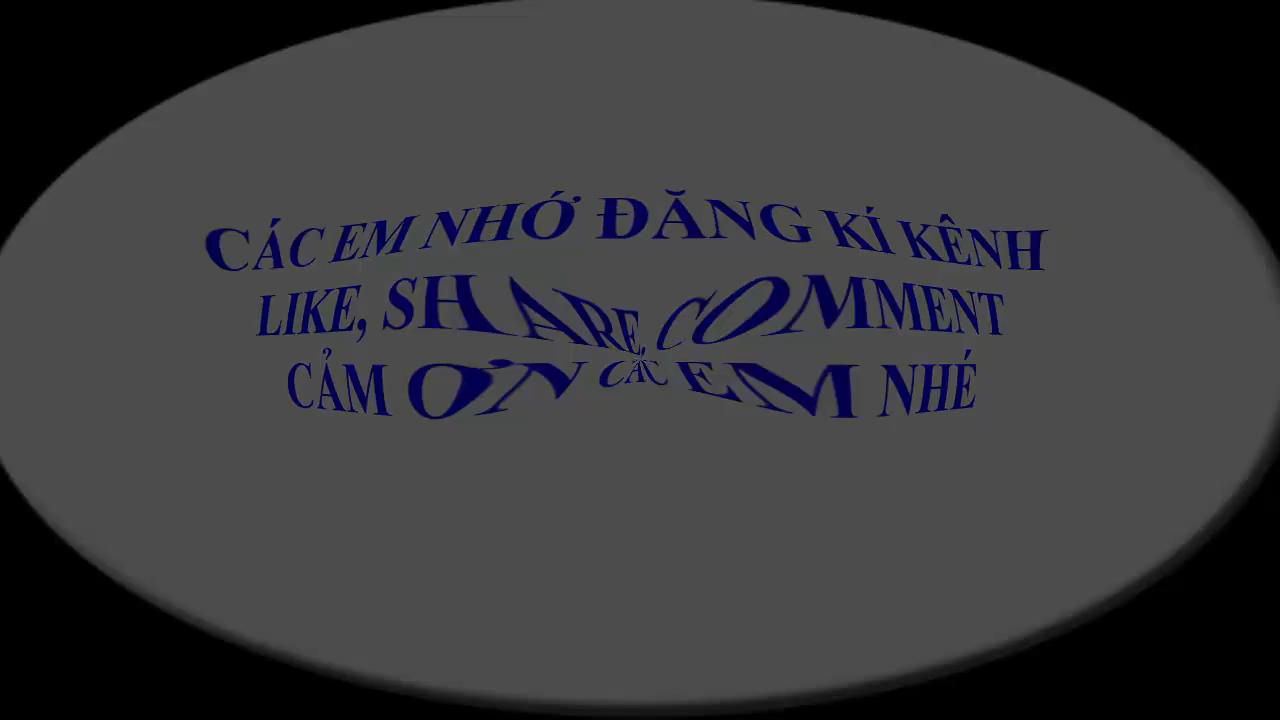 CÁC EM NHỚ ĐĂNG KÍ KÊNH
LIKE, SHARE, COMMENT
CẢM ƠN CÁC EM NHÉ